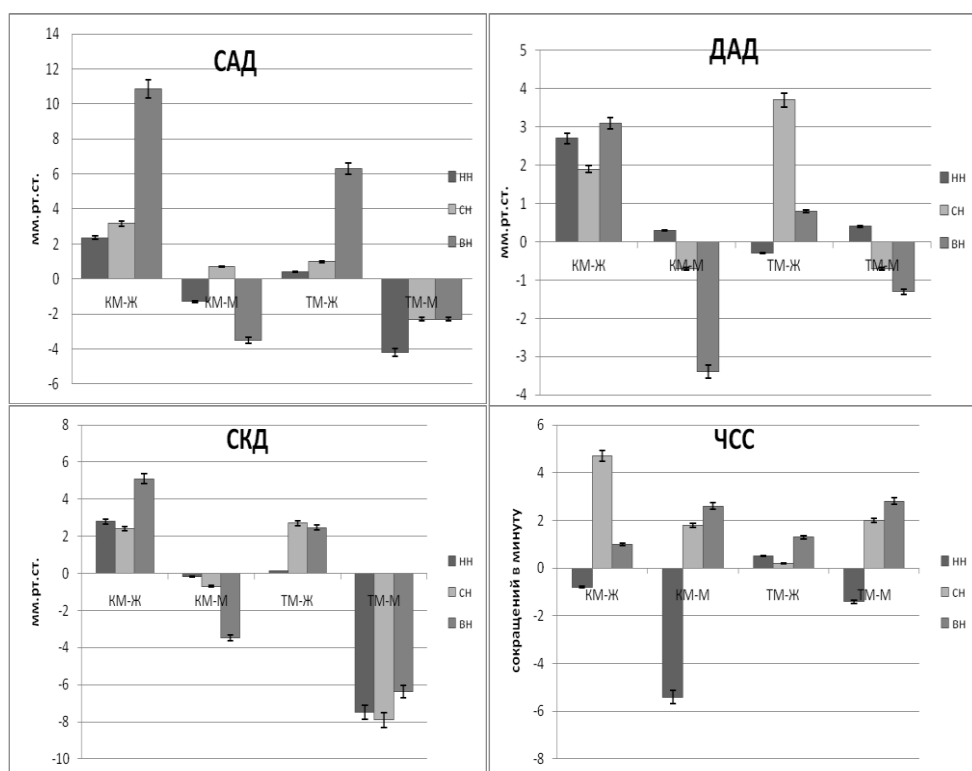 САД
14
12
10
8
6
4
2
0
-2
-4
-6
мм.рт.ст.
КМ-Ж
КМ-М
ТМ-Ж
ТМ-М
НН
СН
ВН
ДАД
5
4
3
2
1
0
-1
-2
-3
-4
мм.рт.ст.
КМ-Ж
КМ-М
ТМ-Ж
ТМ-М
НН
СН
ВН
СКД
8
6
4
2
0
-2
-4
-6
-8
-10
мм.рт.ст.
КМ-Ж
КМ-М
ТМ-Ж
ТМ-М
НН
СН
ВН
ЧСС
6
4
2
0
-2
-4
-6
-8
сокращений в минуту
КМ-Ж
КМ-М
ТМ-Ж
ТМ-М
НН
СН
ВН